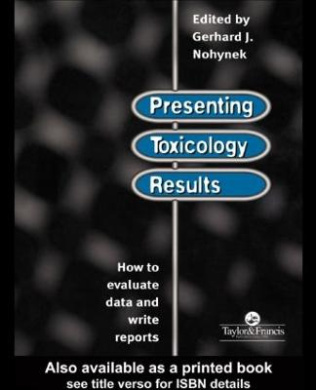 Edited by
Gerhard J.
Nohynek
Presenting
Toxicology
Results
How to
evaluate
data and
write
reports
Taylor & Francis
Also available as a printed book
see title verso for ISBN details